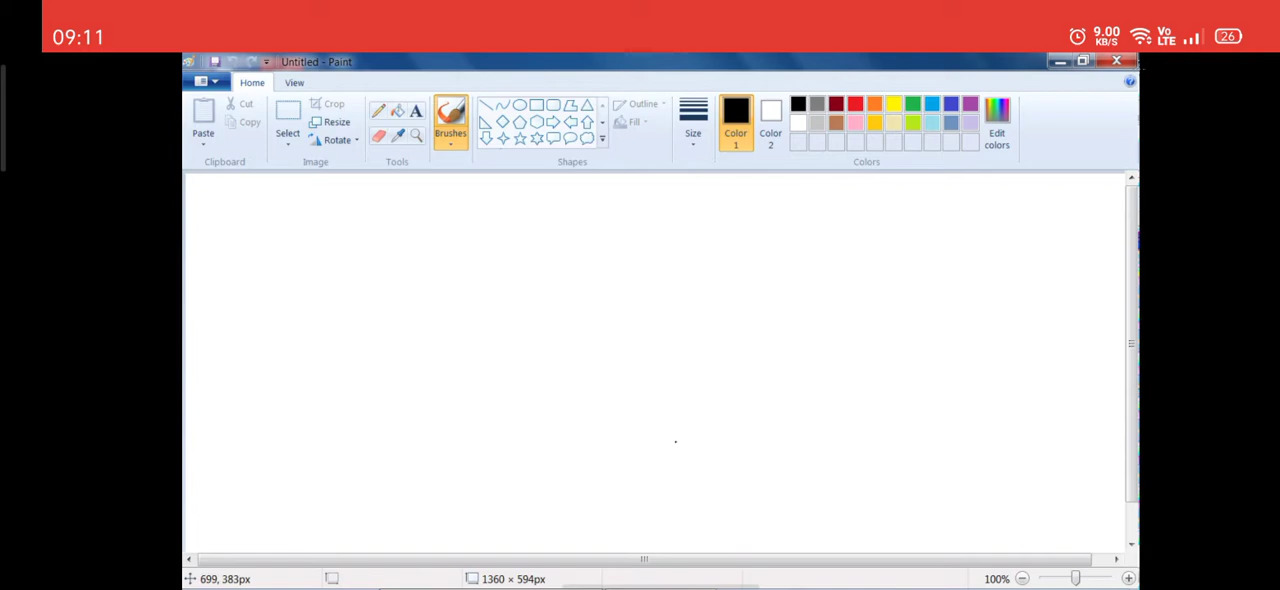 09:11
9.00
KB/S
Vo
LTE
26
Untitled - Paint
Home View
Paste
Cut
Copy
Clipboard
Select
Crop
Resize
Rotate
Image
A
Tools
Brushes
Outline
Fill
Shapes
Size
Color
1
Color
2
Edit
colors
Colors
699, 383px
1360 × 594px
100%